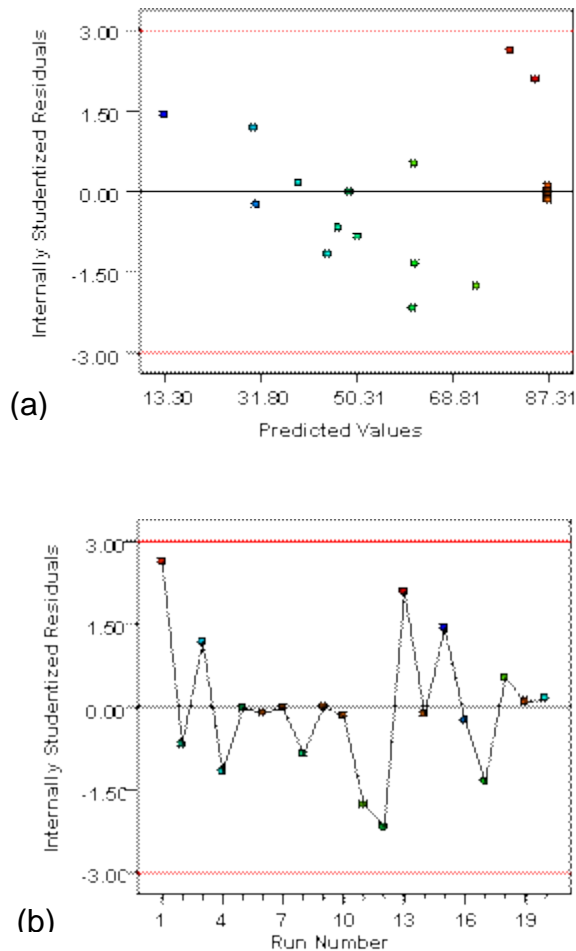 3.00
1.50
0.00
-1.50
-3.00
Internally Studentized Residuals
13.30 31.80 50.31 68.81 87.31
Predicted Values
(a)
3.00
1.50
0.00
-1.50
-3.00
Internally Studentized Residuals
1 4 7 10 13 16 19
Run Number
(b)